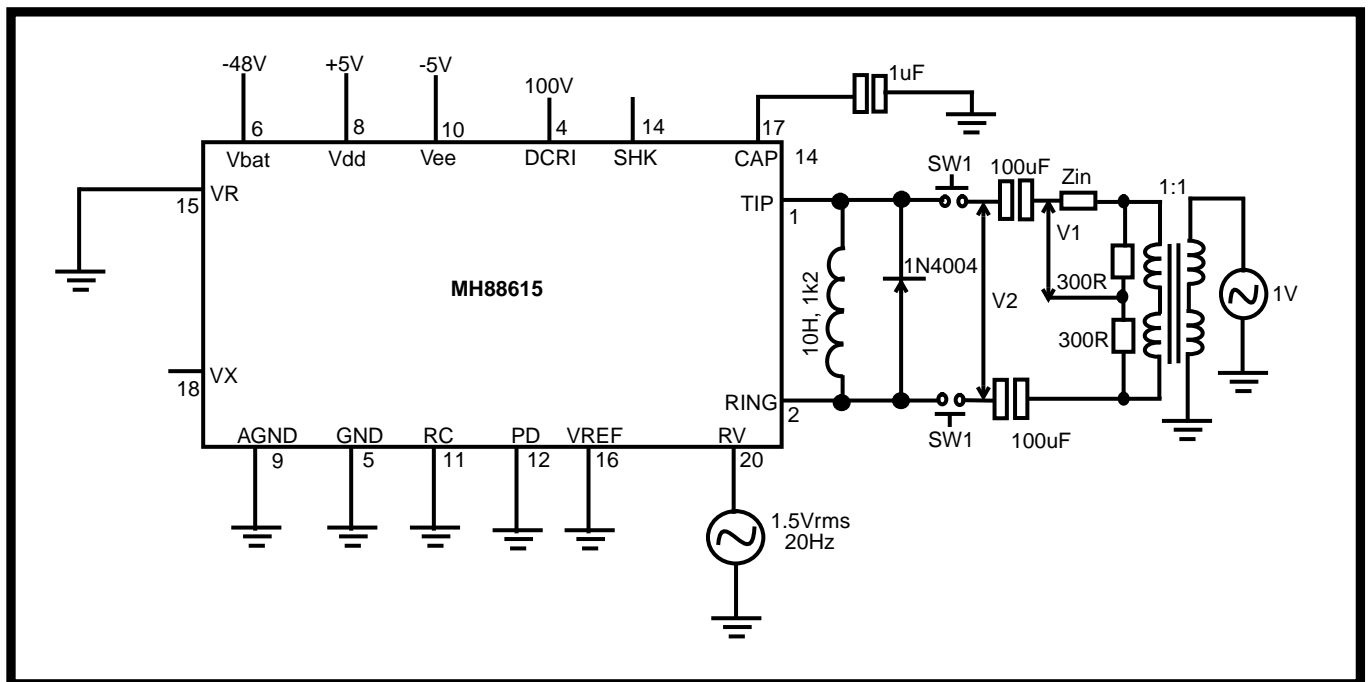 -48V
+5V
-5V
100V
1uF
6
8
10
4
14
17
Vbat
Vdd
Vee
DCRI
SHK
CAP
14
VR
15
TIP
1
SW1
100uF
Zin
1:1
V1
1N4004
300R
MH88615
10H, 1k2
V2
1V
300R
VX
18
RING
2
SW1
100uF
AGND
GND
RC
PD
VREF
RV
9
5
11
12
16
20
1.5Vrms
20Hz